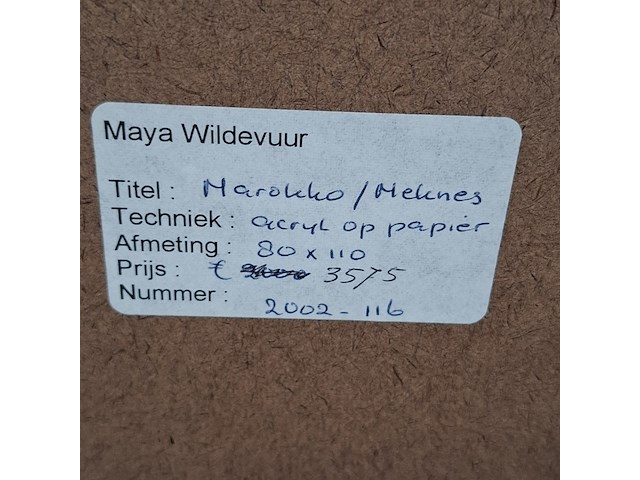 Maya Wildevuur
Titel : Marokko / Meknes
Techniek : acryl op papier
Afmeting : 80 x 110
Prijs : € 3575
Nummer : 2002 - 116